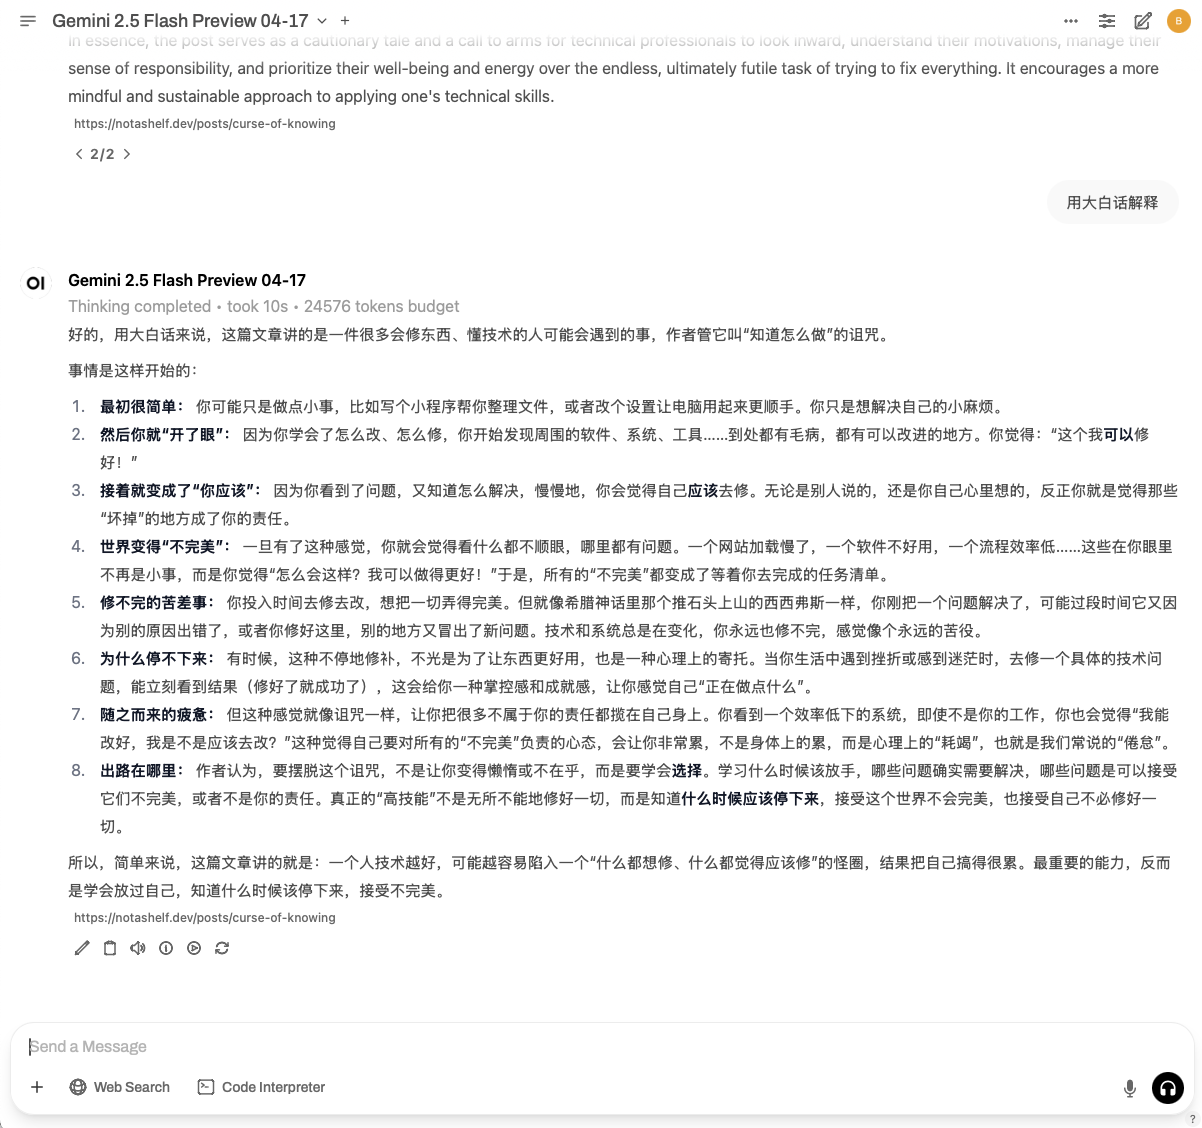 Gemini 2.5 Flash Preview 04-17
B
In essence, the post serves as a cautionary tale and a call to arms for technical professionals to look inward, understand their motivations, manage their
sense of responsibility, and prioritize their well-being and energy over the endless, ultimately futile task of trying to fix everything. It encourages a more
mindful and sustainable approach to applying one's technical skills.
https://notashelf.dev/posts/curse-of-knowing
2/2
用大白话解释
OI
Gemini 2.5 Flash Preview 04-17
Thinking completed • took 10s • 24576 tokens budget
好的，用大白话来说，这篇文章讲的是一件很多会修东西、懂技术的人可能会遇到的事，作者管它叫“知道怎么做”的诅咒。
事情是这样开始的：
1. 最初很简单： 你可能只是做点小事，比如写个小程序帮你整理文件，或者改个设置让电脑用起来更顺手。你只是想解决自己的小麻烦。
2. 然后你就“开了眼”： 因为你学会了怎么改、怎么修，你开始发现周围的软件、系统、工具……到处都有毛病，都有可以改进的地方。你觉得：“这个我可以修
好！”
3. 接着就变成了“你应该”： 因为你看到了问题，又知道怎么解决，慢慢地，你会觉得自己应该去修。无论是别人说的，还是你自己心里想的，反正你就是觉得那些
“坏掉”的地方成了你的责任。
4. 世界变得“不完美”： 一旦有了这种感觉，你就会觉得看什么都不顺眼，哪里都有问题。一个网站加载慢了，一个软件不好用，一个流程效率低……这些在你眼里
不再是小事，而是你觉得“怎么会这样？我可以做得更好！”于是，所有的“不完美”都变成了等着你去完成的任务清单。
5. 修不完的苦差事： 你投入时间去修去改，想把一切弄得完美。但就像希腊神话里那个推石头上山的西西弗斯一样，你刚把一个问题解决了，可能过段时间它又因
为别的原因出错了，或者你修好这里，别的地方又冒出了新问题。技术和系统总是在变化，你永远也修不完，感觉像个永远的苦役。
6. 为什么停不下来： 有时候，这种不停地修补，不光是为了让东西更好用，也是一种心理上的寄托。当你生活中遇到挫折或感到迷茫时，去修一个具体的技术问
题，能立刻看到结果（修好了就成功了），这会给你一种掌控感和成就感，让你感觉自己“正在做点什么”。
7. 随之而来的疲惫： 但这种感觉就像诅咒一样，让你把很多不属于你的责任都揽在自己身上。你看到一个效率低下的系统，即使不是你的工作，你也会觉得“我能
改好，我是不是应该去改？”这种觉得自己要对所有的“不完美”负责的心态，会让你非常累，不是身体上的累，而是心理上的“耗竭”，也就是我们常说的“倦怠”。
8. 出路在哪里： 作者认为，要摆脱这个诅咒，不是让你变得懒惰或不在乎，而是要学会选择。学习什么时候该放手，哪些问题确实需要解决，哪些问题是可以接受
它们不完美，或者不是你的责任。真正的“高技能”不是无所不能地修好一切，而是知道什么时候应该停下来，接受这个世界不会完美，也接受自己不必修好一
切。
所以，简单来说，这篇文章讲的就是：一个人技术越好，可能越容易陷入一个“什么都想修、什么都觉得应该修”的怪圈，结果把自己搞得很累。最重要的能力，反而
是学会放过自己，知道什么时候该停下来，接受不完美。
https://notashelf.dev/posts/curse-of-knowing
Send a Message
Web Search
Code Interpreter
?